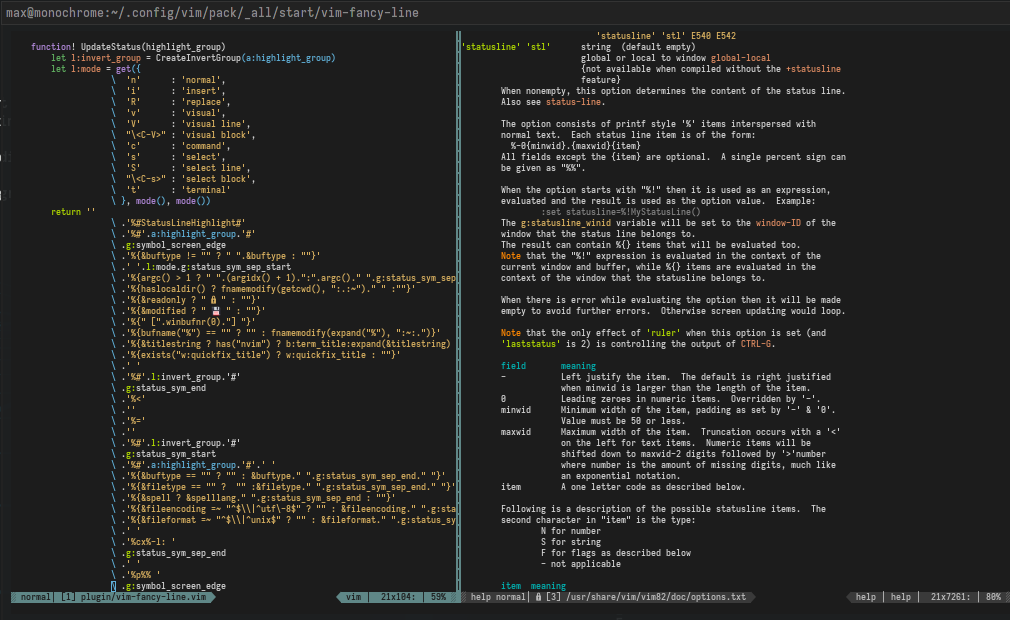 max@monochrome:~/.config/vim/pack/_all/start/vim-fancy-line
function! UpdateStatus(highlight_group)
let l:invert_group = CreateInvertGroup(a:highlight_group)
let l:mode = get({
\ 'n' : 'normal',
\ 'i' : 'insert',
\ 'R' : 'replace',
\ 'v' : 'visual',
\ 'V' : 'visual line',
\ "\<C-V>" : 'visual block',
\ 'c' : 'command',
\ 's' : 'select',
\ 'S' : 'select line',
\ "\<C-s>" : 'select block',
\ 't' : 'terminal'
\ }, mode(), mode())
return ''
\ .'%#StatusLineHighlight#'
\ .'%#'.a:highlight_group.'#'
\ .g:symbol_screen_edge
\ .'%{&buftype != "" ? " ".&buftype : ""}'
\ .' '.l:mode.g:status_sym_sep_start
\ .'%{argc() > 1 ? " ".(argidx() + 1).":".argc()." ".g:status_sym_sep
\ .'%{haslocaldir() ? fnamemodify(getcwd(), ":.:~")." " :""}'
\ .'%{&readonly ? " 🔒 " : ""}'
\ .'%{&modified ? " 💾 " : ""}'
\ .'%{" [".winbufnr(0)."] "}'
\ .'%{bufname("%") == "" ? "" : fnamemodify(expand("%"), ":~:.")}'
\ .'%{&titlestring ? has("nvim") ? b:term_title:expand(&titlestring)
\ .'%{exists("w:quickfix_title") ? w:quickfix_title : ""}'
\ .' '
\ .'%#'.l:invert_group.'#'
\ .g:status_sym_end
\ .'%<'
\ .''
\ .'%='
\ .''
\ .'%#'.l:invert_group.'#'
\ .g:status_sym_start
\ .'%#'.a:highlight_group.'#'.' '
\ .'%{&buftype == "" ? "" : &buftype." ".g:status_sym_sep_end." "}'
\ .'%{&filetype == "" ? "" :&filetype." ".g:status_sym_sep_end." "}'
\ .'%{&spell ? &spelllang." ".g:status_sym_sep_end : ""}'
\ .'%{&fileencoding =~ "^$\\|^utf\-8$" ? "" : &fileencoding." ".g:sta
\ .'%{&fileformat =~ "^$\\|^unix$" ? "" : &fileformat." ".g:status_sy
\ .' '
\ .'%cx%-l: '
\ .g:status_sym_sep_end
\ .' '
\ .'%p%% '
\ .g:symbol_screen_edge
normal| [1] plugin/vim-fancy-line.vim
vim | 21x104: | 59%
'statusline' 'stl' E540 E542
'statusline' 'stl' string (default empty)
global or local to window global-local
{not available when compiled without the +statusline
feature}
When nonempty, this option determines the content of the status line.
Also see status-line.
The option consists of printf style '%' items interspersed with
normal text. Each status line item is of the form:
%-0{minwid}.{maxwid}{item}
All fields except the {item} are optional. A single percent sign can
be given as "%%".
When the option starts with "%!" then it is used as an expression,
evaluated and the result is used as the option value. Example:
:set statusline=%!MyStatusLine()
The g:statusline_winid variable will be set to the window-ID of the
window that the status line belongs to.
The result can contain %{} items that will be evaluated too.
Note that the "%!" expression is evaluated in the context of the
current window and buffer, while %{} items are evaluated in the
context of the window that the statusline belongs to.
When there is error while evaluating the option then it will be made
empty to avoid further errors. Otherwise screen updating would loop.
Note that the only effect of 'ruler' when this option is set (and
'laststatus' is 2) is controlling the output of CTRL-G.
field meaning
- Left justify the item. The default is right justified
when minwid is larger than the length of the item.
0 Leading zeroes in numeric items. Overridden by '-'.
minwid Minimum width of the item, padding as set by '-' & '0'.
Value must be 50 or less.
maxwid Maximum width of the item. Truncation occurs with a '<'
on the left for text items. Numeric items will be
shifted down to maxwid-2 digits followed by '>'number
where number is the amount of missing digits, much like
an exponential notation.
item A one letter code as described below.
Following is a description of the possible statusline items. The
second character in "item" is the type:
N for number
S for string
F for flags as described below
- not applicable
item meaning
help normal| 🔒 [3] /usr/share/vim/vim82/doc/options.txt
help | help | 21x7261: | 80%